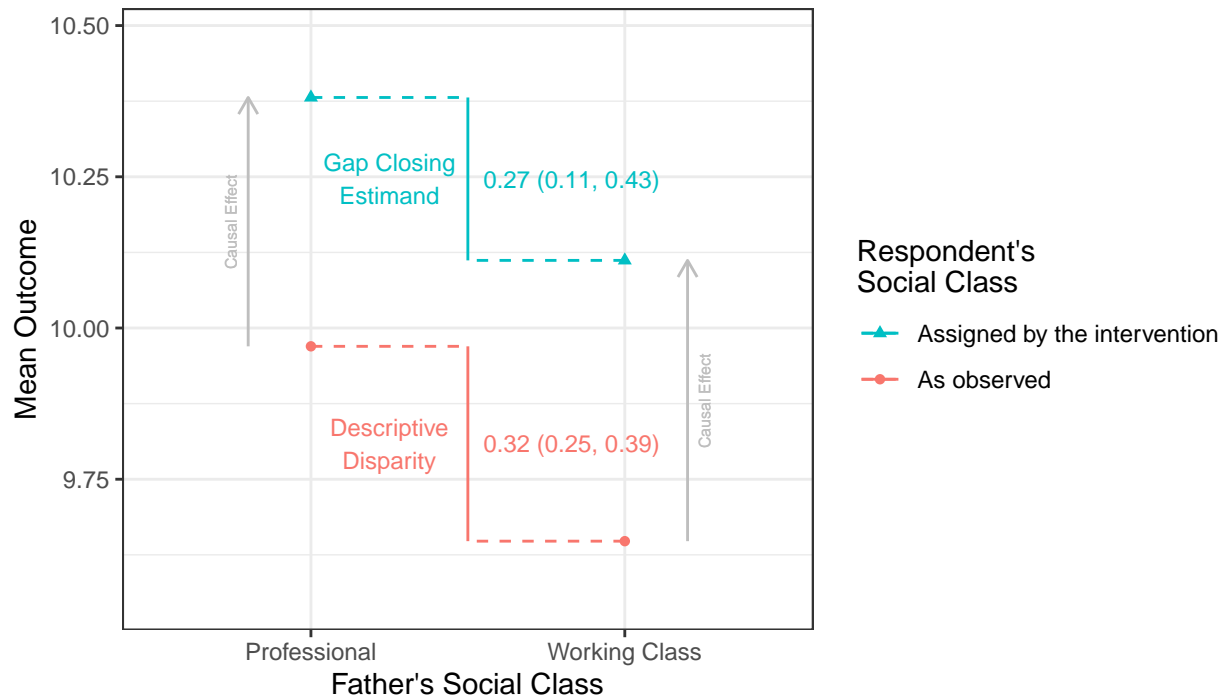 10.50
10.25
10.00
9.75
Mean Outcome
Causal Effect
Gap Closing
Estimand
0.27 (0.11, 0.43)
Descriptive
Disparity
0.32 (0.25, 0.39)
Causal Effect
Professional
Working Class
Father's Social Class
Respondent's
Social Class
Assigned by the intervention
As observed